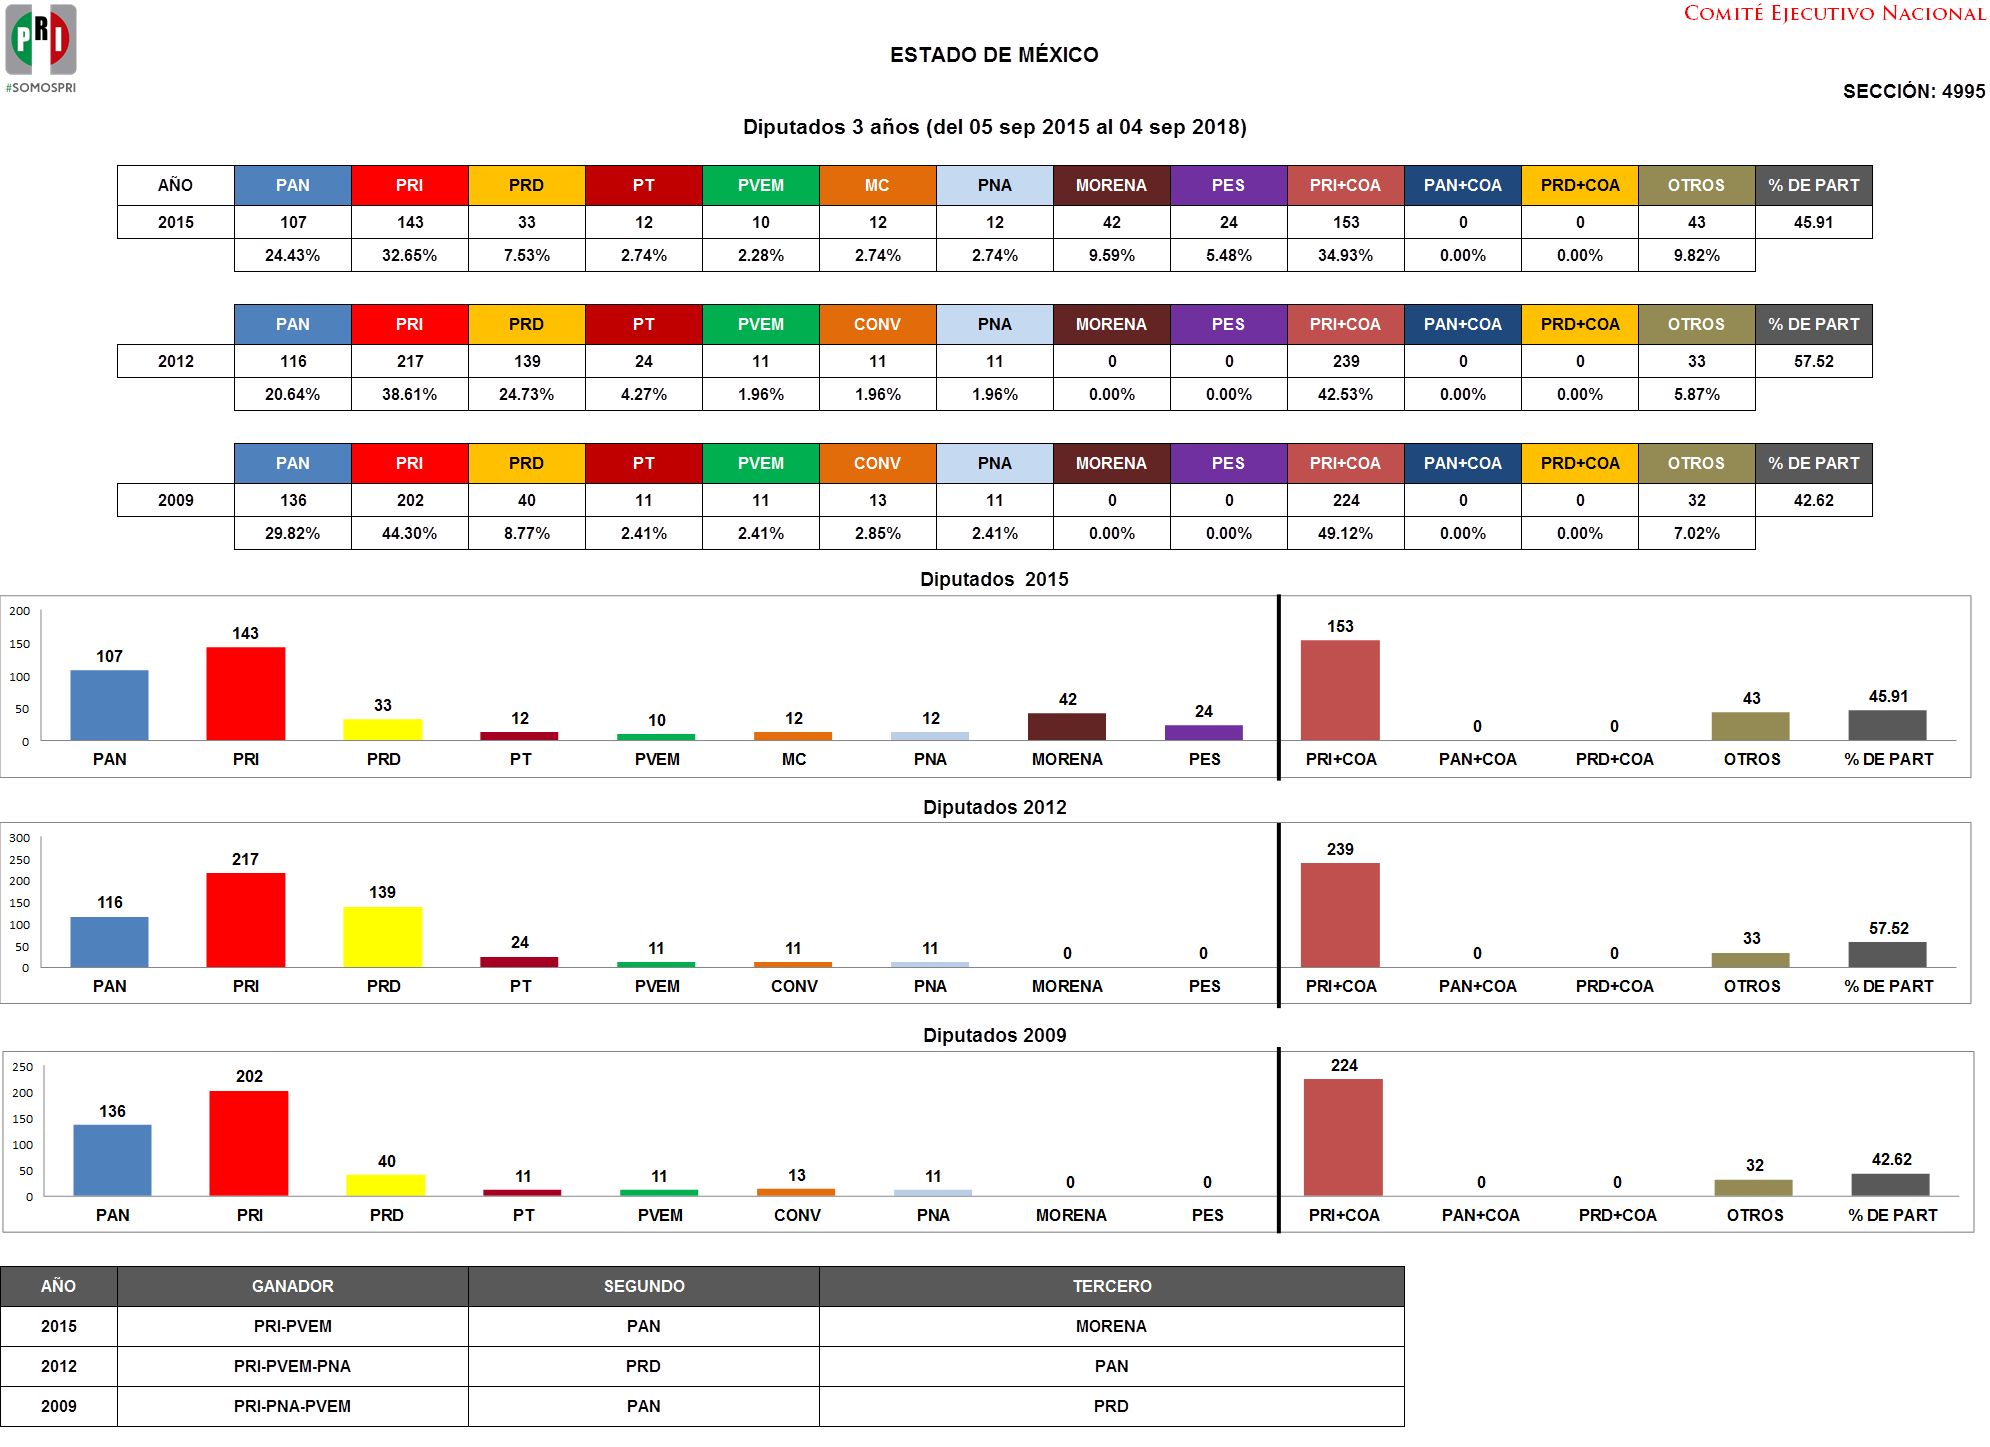 PRI
#SOMOSPRI
COMITÉ EJECUTIVO NACIONAL
ESTADO DE MÉXICO
SECCIÓN: 4995
Diputados 3 años (del 05 sep 2015 al 04 sep 2018)
AÑO PAN PRI PRD PT PVEM MC PNA MORENA PES PRI+COA PAN+COA PRD+COA OTROS % DE PART
2015 107 143 33 12 10 12 12 42 24 153 0 0 43 45.91
24.43% 32.65% 7.53% 2.74% 2.28% 2.74% 2.74% 9.59% 5.48% 34.93% 0.00% 0.00% 9.82%
PAN PRI PRD PT PVEM CONV PNA MORENA PES PRI+COA PAN+COA PRD+COA OTROS % DE PART
2012 116 217 139 24 11 11 11 0 0 239 0 0 33 57.52
20.64% 38.61% 24.73% 4.27% 1.96% 1.96% 1.96% 0.00% 0.00% 42.53% 0.00% 0.00% 5.87%
PAN PRI PRD PT PVEM CONV PNA MORENA PES PRI+COA PAN+COA PRD+COA OTROS % DE PART
2009 136 202 40 11 11 13 11 0 0 224 0 0 32 42.62
29.82% 44.30% 8.77% 2.41% 2.41% 2.85% 2.41% 0.00% 0.00% 49.12% 0.00% 0.00% 7.02%
Diputados 2015
200
150
100
50
0
107 143 33 12 10 12 12 42 24 153 0 0 43 45.91
PAN PRI PRD PT PVEM MC PNA MORENA PES PRI+COA PAN+COA PRD+COA OTROS % DE PART
Diputados 2012
300
250
200
150
100
50
0
116 217 139 24 11 11 11 0 0 239 0 0 33 57.52
PAN PRI PRD PT PVEM CONV PNA MORENA PES PRI+COA PAN+COA PRD+COA OTROS % DE PART
Diputados 2009
250
200
150
100
50
0
136 202 40 11 11 13 11 0 0 224 0 0 32 42.62
PAN PRI PRD PT PVEM CONV PNA MORENA PES PRI+COA PAN+COA PRD+COA OTROS % DE PART
AÑO GANADOR SEGUNDO TERCERO
2015 PRI-PVEM PAN MORENA
2012 PRI-PVEM-PNA PRD PAN
2009 PRI-PNA-PVEM PAN PRD